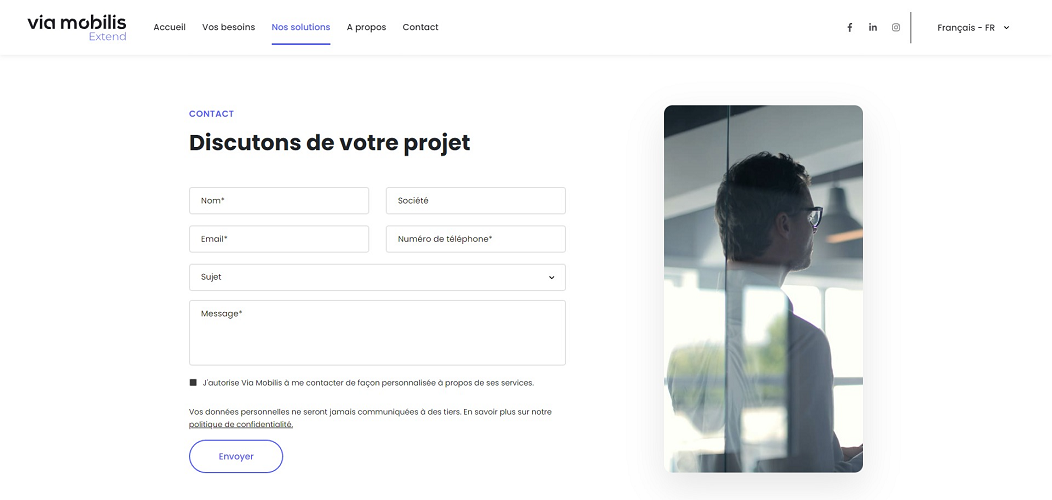 via mobilis
Extend
Accueil Vos besoins Nos solutions A propos Contact
Français - FR
CONTACT
Discutons de votre projet
Nom* Société
Email* Numéro de téléphone*
Sujet
Message*
J'autorise Via Mobilis à me contacter de façon personnalisée à propos de ses services.
Vos données personnelles ne seront jamais communiquées à des tiers. En savoir plus sur notre
politique de confidentialité.
Envoyer